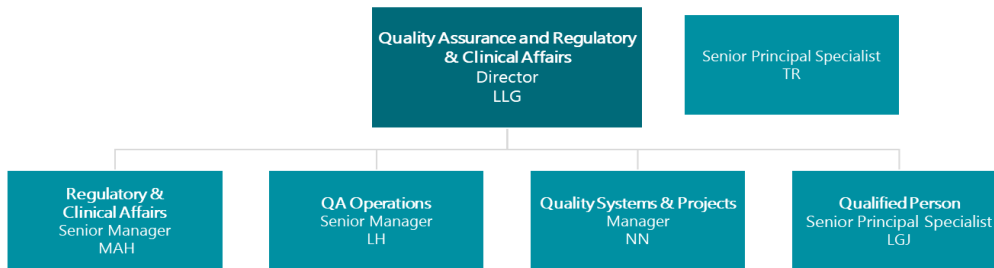 Quality Assurance and Regulatory
& Clinical Affairs
Director
LLG
Senior Principal Specialist
TR
Regulatory &
Clinical Affairs
Senior Manager
MAH
QA Operations
Senior Manager
LH
Quality Systems & Projects
Manager
NN
Qualified Person
Senior Principal Specialist
LGJ